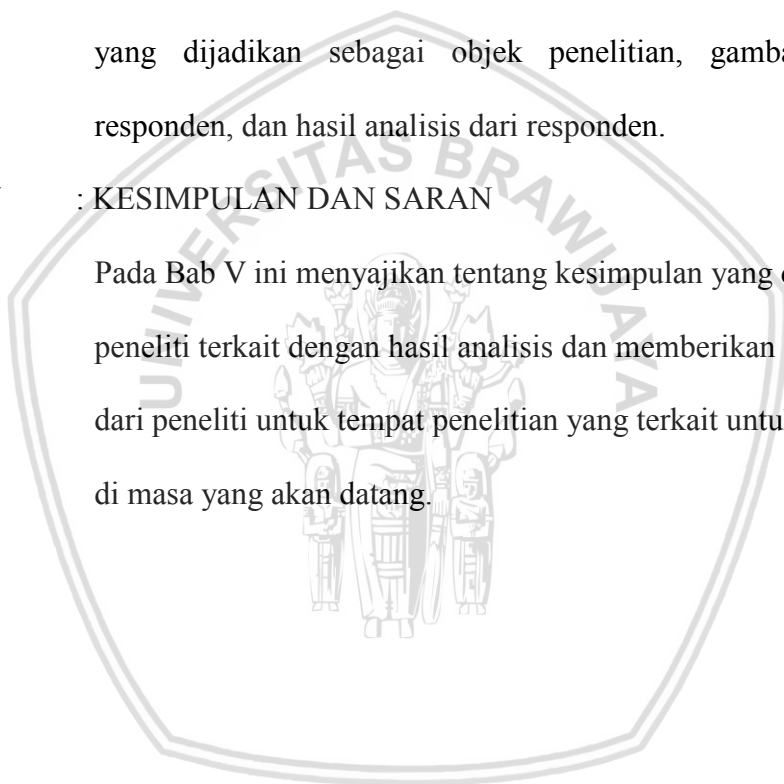 yang dijadikan sebagai objek penelitian,
responden, dan hasil analisis dari responden.
: KESIMPULAN DAN SARAN
Pada Bab V ini menyajikan tentang kesimpulan yang
peneliti terkait dengan hasil analisis dan memberikan
dari peneliti untuk tempat penelitian yang terkait
di masa yang akan datang.
UNIVERSITAS BRAWIJAYA